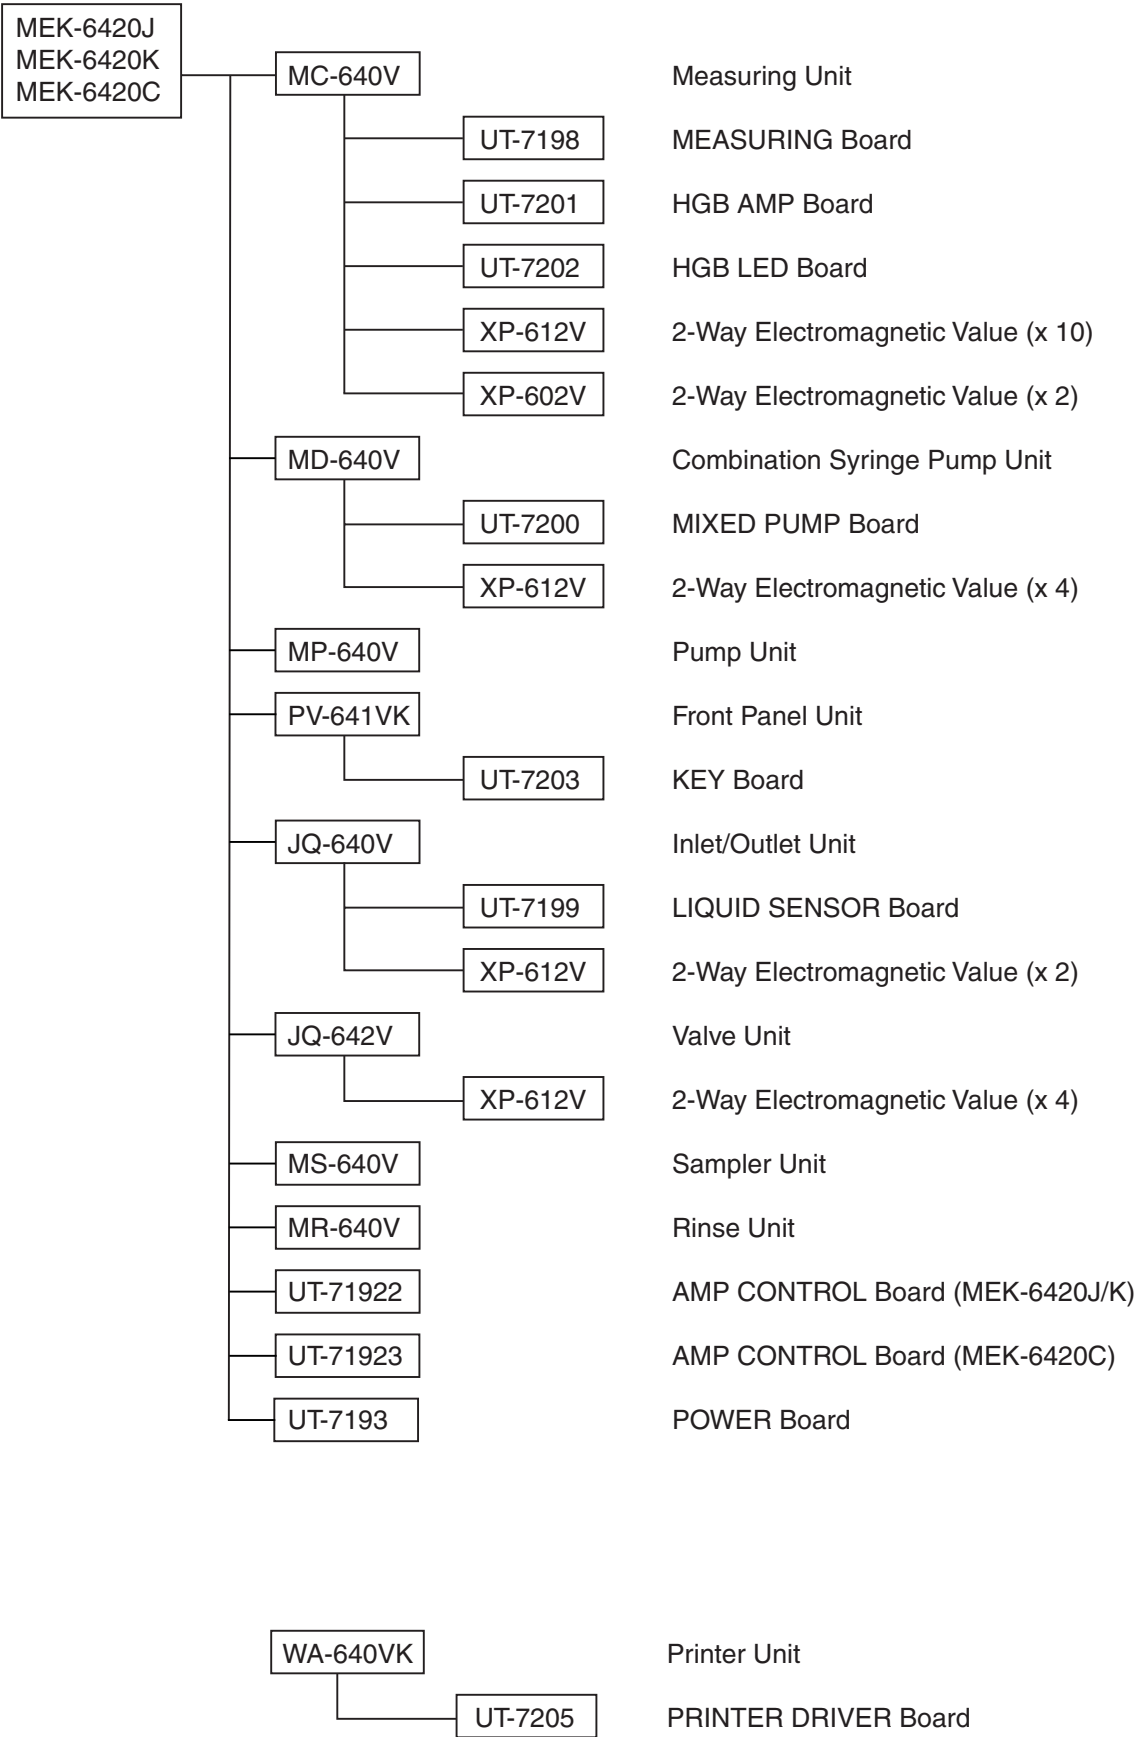 MEK-6420J
MEK-6420K
MEK-6420C
MC-640V Measuring Unit
UT-7198 MEASURING Board
UT-7201 HGB AMP Board
UT-7202 HGB LED Board
XP-612V 2-Way Electromagnetic Value (x 10)
XP-602V 2-Way Electromagnetic Value (x 2)
MD-640V Combination Syringe Pump Unit
UT-7200 MIXED PUMP Board
XP-612V 2-Way Electromagnetic Value (x 4)
MP-640V Pump Unit
PV-641VK Front Panel Unit
UT-7203 KEY Board
JQ-640V Inlet/Outlet Unit
UT-7199 LIQUID SENSOR Board
XP-612V 2-Way Electromagnetic Value (x 2)
JQ-642V Valve Unit
XP-612V 2-Way Electromagnetic Value (x 4)
MS-640V Sampler Unit
MR-640V Rinse Unit
UT-71922 AMP CONTROL Board (MEK-6420J/K)
UT-71923 AMP CONTROL Board (MEK-6420C)
UT-7193 POWER Board
WA-640VK Printer Unit
UT-7205 PRINTER DRIVER Board